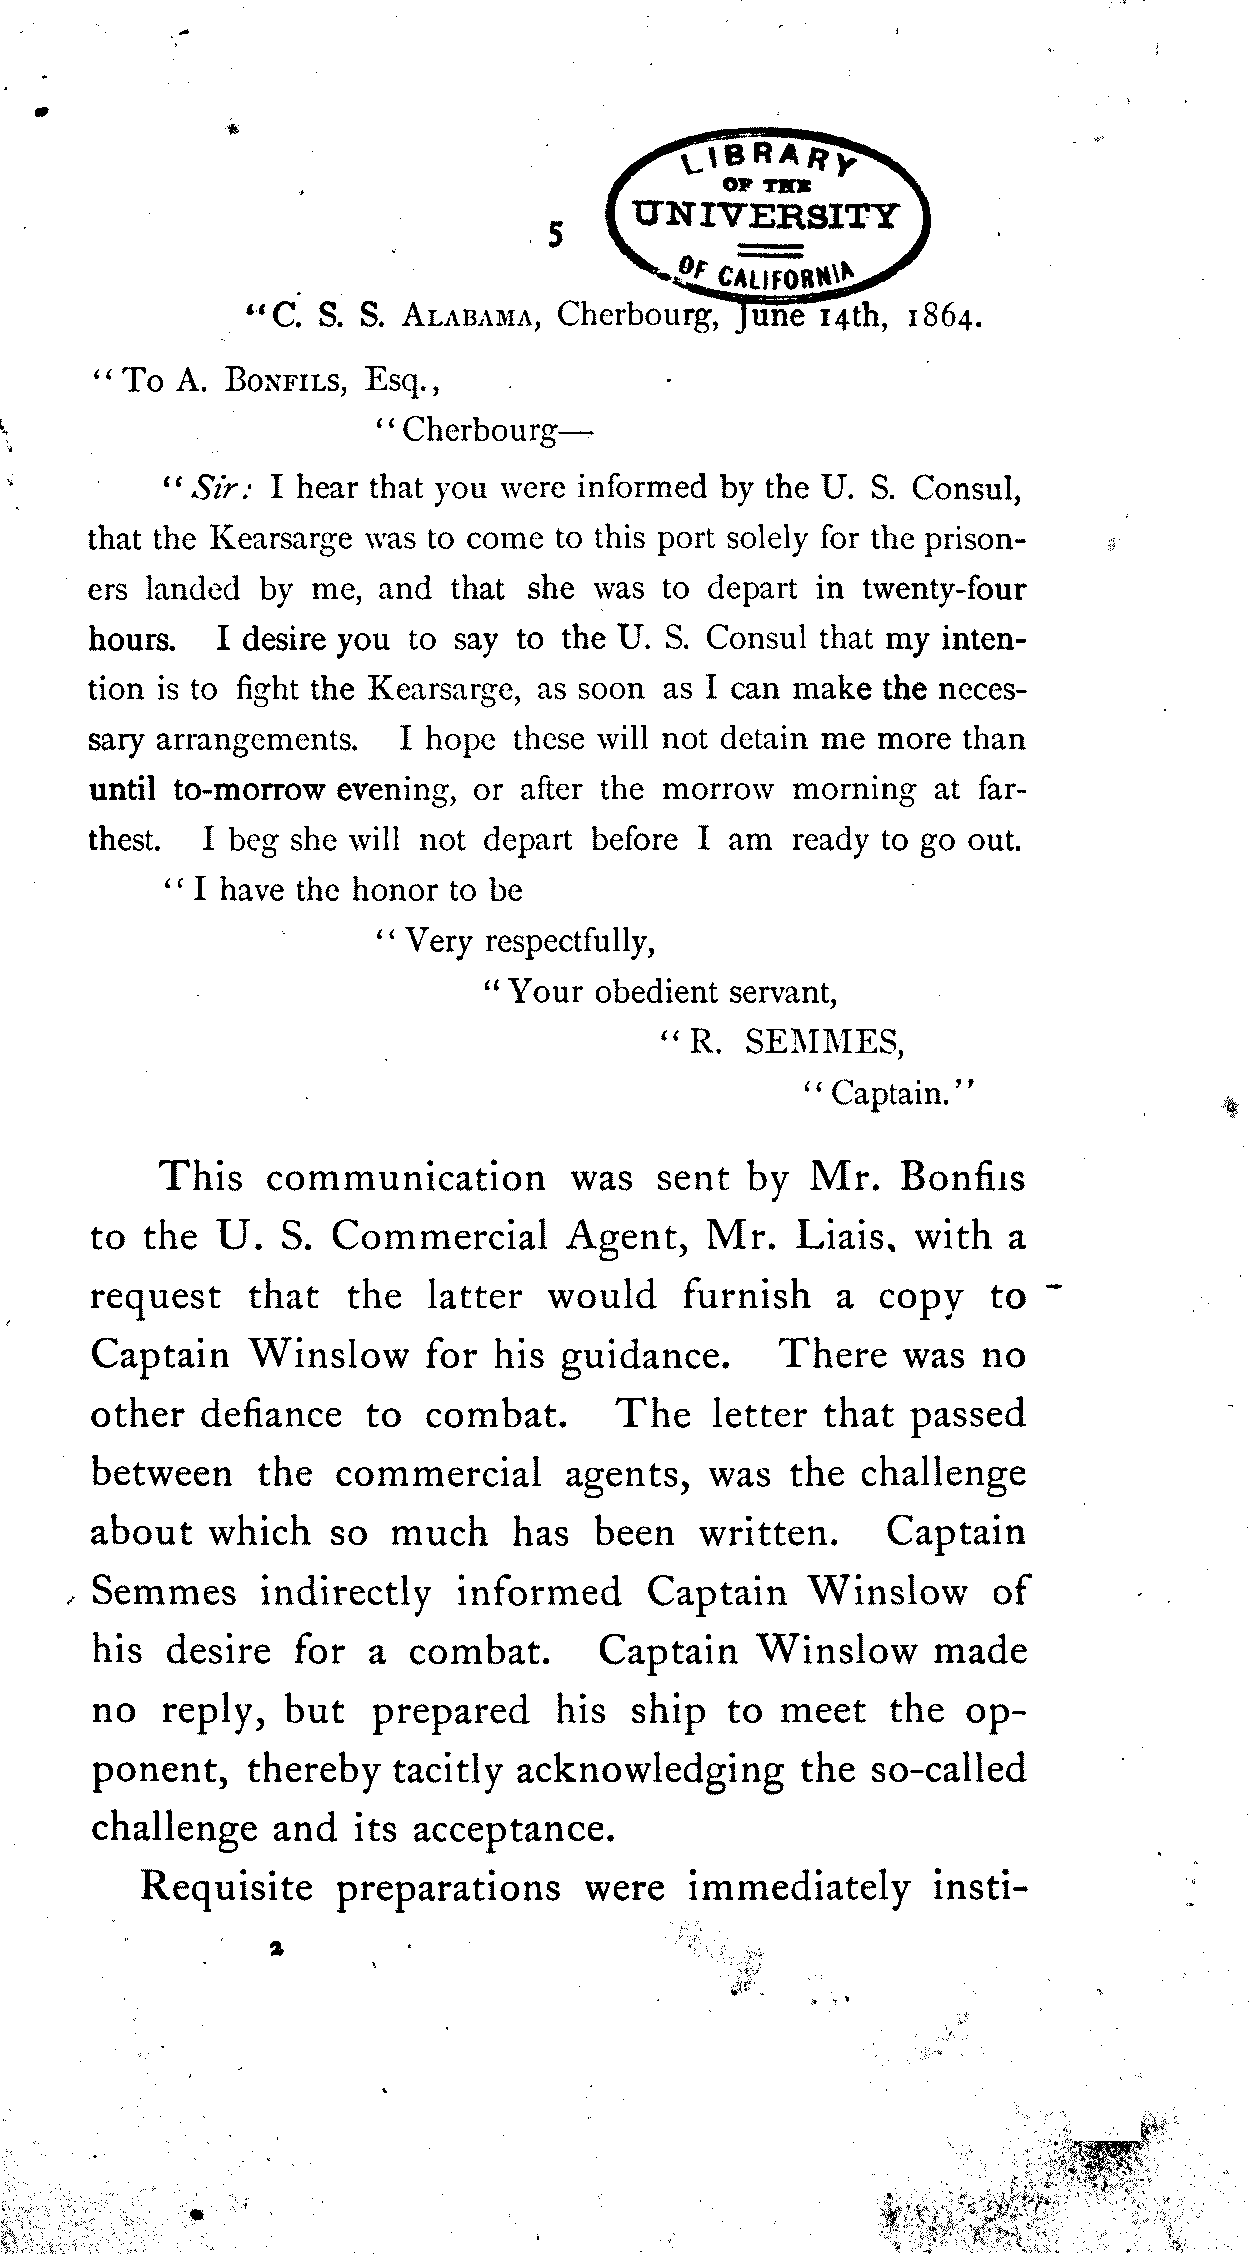 LIBRARY
OF THE
UNIVERSITY
OF CALIFORNIA
5
"C. S. S. ALABAMA, Cherbourg, June 14th, 1864.
"To A. BONFILS, Esq.,
"Cherbourg—
"Sir: I hear that you were informed by the U. S. Consul,
that the Kearsarge was to come to this port solely for the prison-
ers landed by me, and that she was to depart in twenty-four
hours. I desire you to say to the U. S. Consul that my inten-
tion is to fight the Kearsarge, as soon as I can make the neces-
sary arrangements. I hope these will not detain me more than
until to-morrow evening, or after the morrow morning at far-
thest. I beg she will not depart before I am ready to go out.
"I have the honor to be
"Very respectfully,
"Your obedient servant,
"R. SEMMES,
"Captain."
This communication was sent by Mr. Bonfils
to the U. S. Commercial Agent, Mr. Liais, with a
request that the latter would furnish a copy to
Captain Winslow for his guidance. There was no
other defiance to combat. The letter that passed
between the commercial agents, was the challenge
about which so much has been written. Captain
Semmes indirectly informed Captain Winslow of
his desire for a combat. Captain Winslow made
no reply, but prepared his ship to meet the op-
ponent, thereby tacitly acknowledging the so-called
challenge and its acceptance.
Requisite preparations were immediately insti-
2